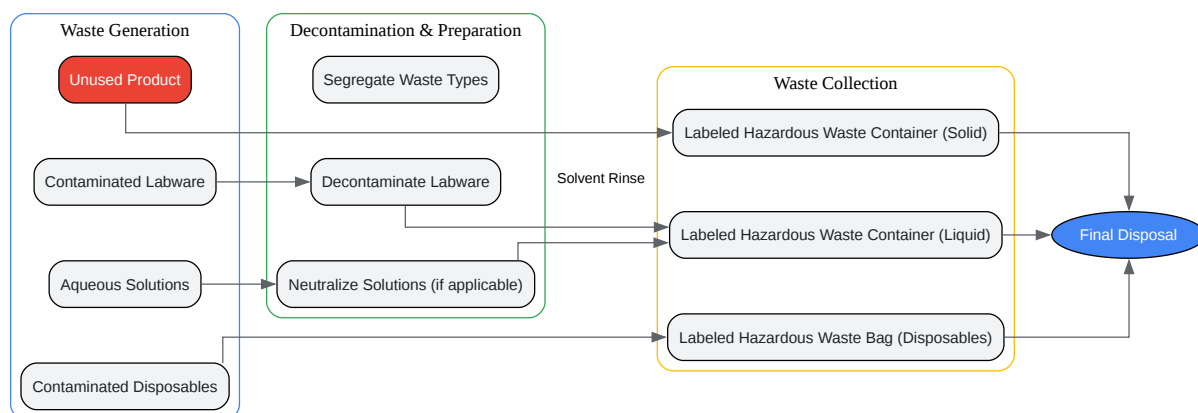 Waste Generation
Unused Product
Contaminated Labware
Aqueous Solutions
Contaminated Disposables
Decontamination & Preparation
Segregate Waste Types
Decontaminate Labware
Neutralize Solutions (if applicable)
Solvent Rinse
Waste Collection
Labeled Hazardous Waste Container (Solid)
Labeled Hazardous Waste Container (Liquid)
Labeled Hazardous Waste Bag (Disposables)
Final Disposal